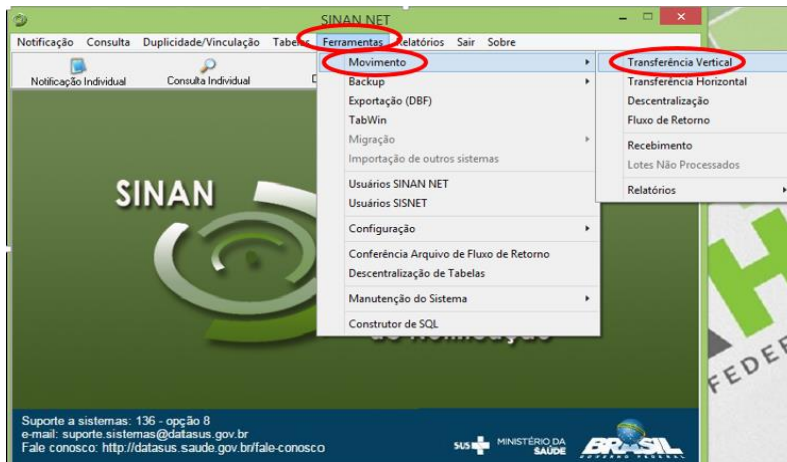 SINAN NET
Notificação Consulta Duplicidade/Vinculação Tabelas Ferramentas Relatórios Sair Sobre
Notificação Individual Consulta Individual
Movimento
Backup
Exportação (DBF)
TabWin
Migração
Importação de outros sistemas
Usuários SINAN NET
Usuários SISNET
Configuração
Conferência Arquivo de Fluxo de Retorno
Descentralização de Tabelas
Manutenção do Sistema
Construtor de SQL
Transferência Vertical
Transferência Horizontal
Descentralização
Fluxo de Retorno
Recebimento
Lotes Não Processados
Relatórios
SINAN
FEDER
Suporte a sistemas: 136 - opção 8
e-mail: suporte.sistemas@datasus.gov.br
Fale conosco: http://datasus.saude.gov.br/fale-conosco
SUS MINISTÉRIO DA SAÚDE
BRASIL
GOVERNO FEDERAL